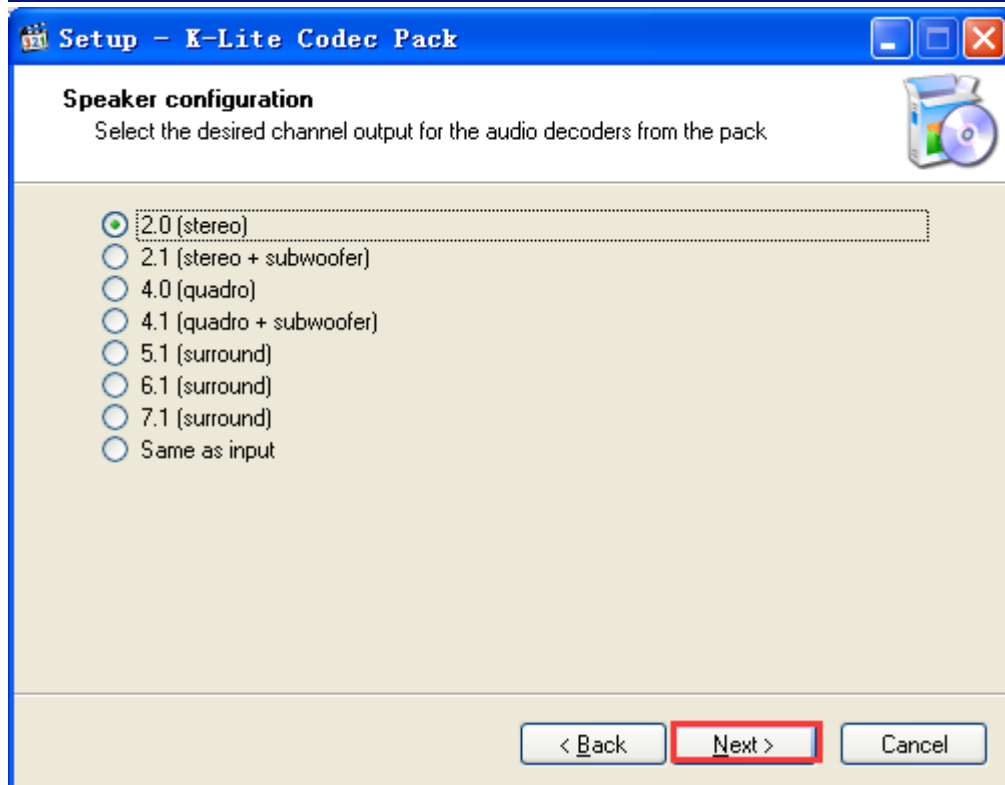 Setup - K-Lite Codec Pack
Speaker configuration
Select the desired channel output for the audio decoders from the pack
2.0 (stereo)
2.1 (stereo + subwoofer)
4.0 (quadro)
4.1 (quadro + subwoofer)
5.1 (surround)
6.1 (surround)
7.1 (surround)
Same as input
< Back Next > Cancel